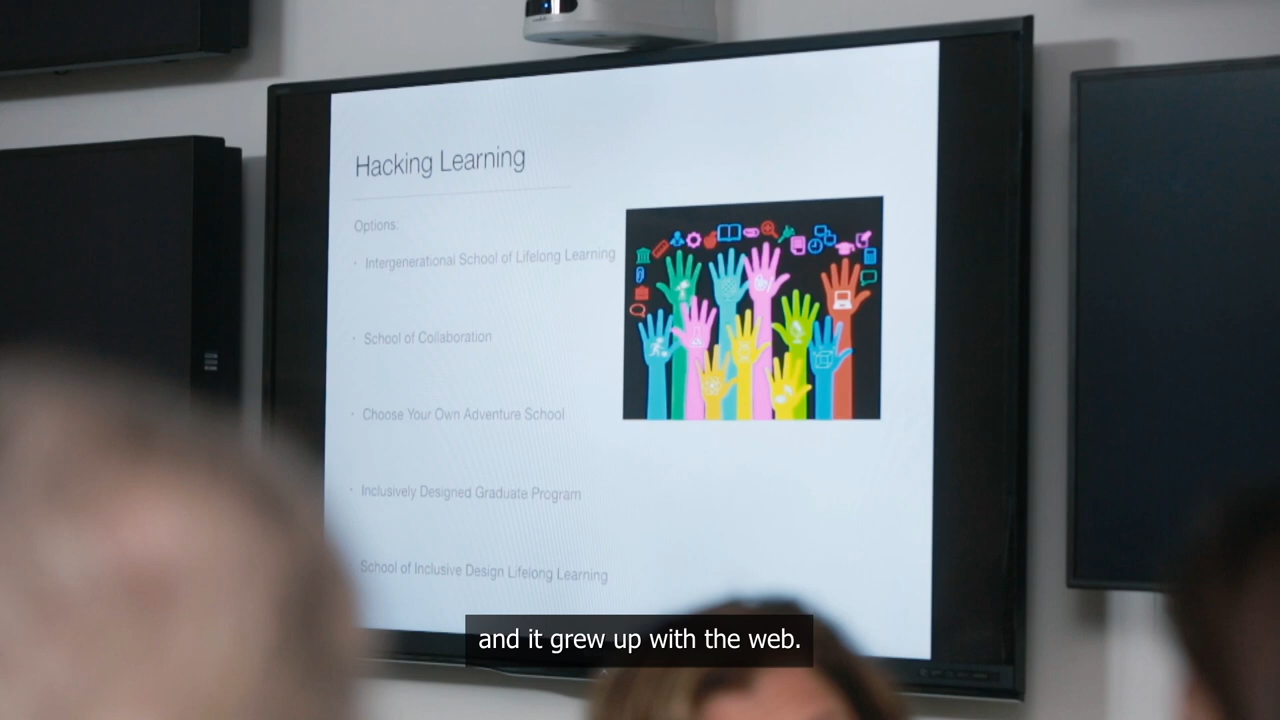 Hacking Learning
Options:
· Intergenerational School of Lifelong Learning
· School of Collaboration
· Choose Your Own Adventure School
· Inclusively Designed Graduate Program
School of Inclusive Design Lifelong Learning
and it grew up with the web.